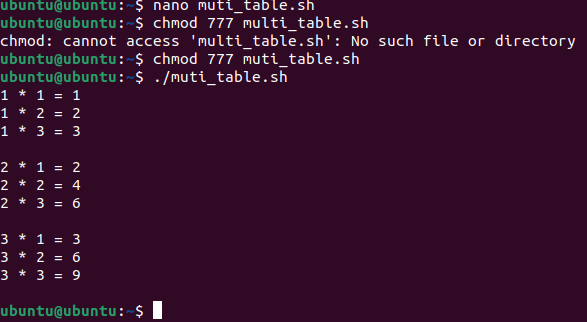 ubuntu@ubuntu:~$ nano muti_table.sh
ubuntu@ubuntu:~$ chmod 777 multi_table.sh
chmod: cannot access 'multi_table.sh': No such file or directory
ubuntu@ubuntu:~$ chmod 777 muti_table.sh
ubuntu@ubuntu:~$ ./muti_table.sh
1 * 1 = 1
1 * 2 = 2
1 * 3 = 3
2 * 1 = 2
2 * 2 = 4
2 * 3 = 6
3 * 1 = 3
3 * 2 = 6
3 * 3 = 9
ubuntu@ubuntu:~$